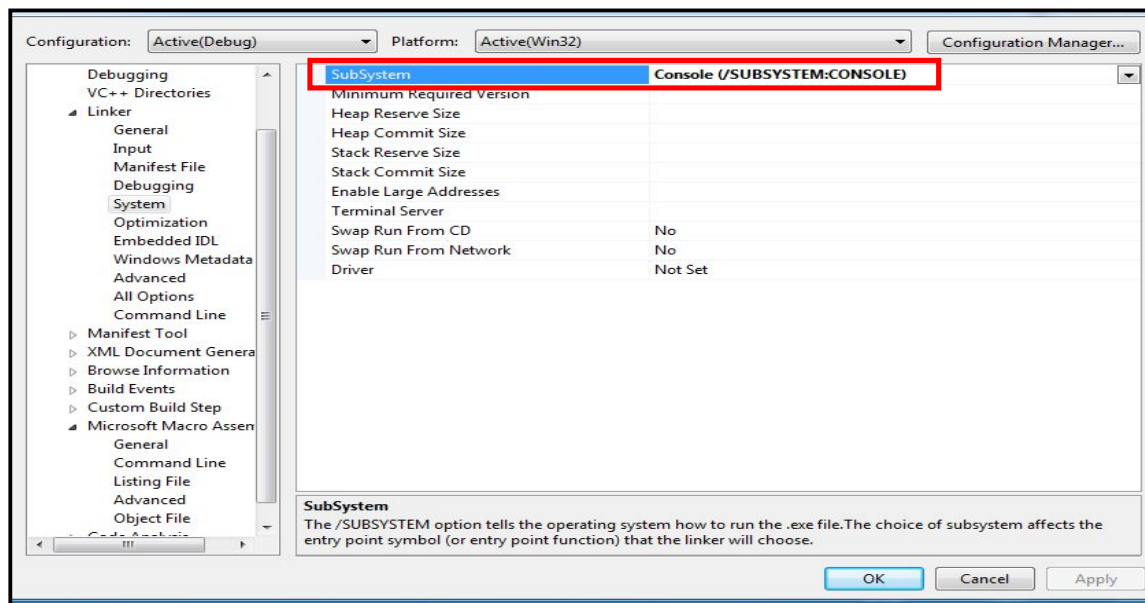 Configuration: Active(Debug) Platform: Active(Win32) Configuration Manager...
Debugging
VC++ Directories
Linker
General
Input
Manifest File
Debugging
System
Optimization
Embedded IDL
Windows Metadata
Advanced
All Options
Command Line
Manifest Tool
XML Document Genera
Browse Information
Build Events
Custom Build Step
Microsoft Macro Assem
General
Command Line
Listing File
Advanced
Object File
Code Analysis
SubSystem Console (/SUBSYSTEM:CONSOLE)
Minimum Required Version
Heap Reserve Size
Heap Commit Size
Stack Reserve Size
Stack Commit Size
Enable Large Addresses
Terminal Server
Swap Run From CD No
Swap Run From Network No
Driver Not Set
SubSystem
The /SUBSYSTEM option tells the operating system how to run the .exe file.The choice of subsystem affects the
entry point symbol (or entry point function) that the linker will choose.
OK Cancel Apply